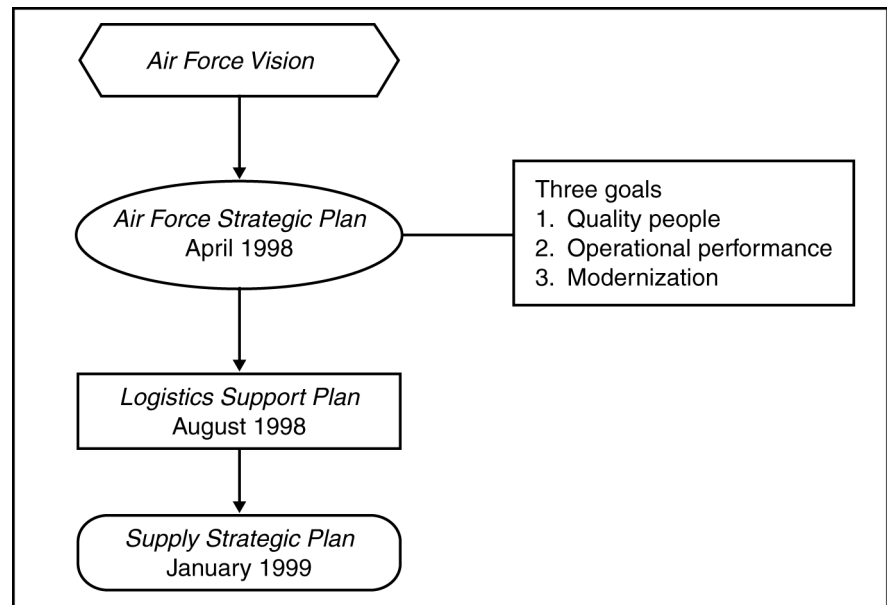 Air Force Vision
Air Force Strategic Plan
April 1998
Three goals
1. Quality people
2. Operational performance
3. Modernization
Logistics Support Plan
August 1998
Supply Strategic Plan
January 1999